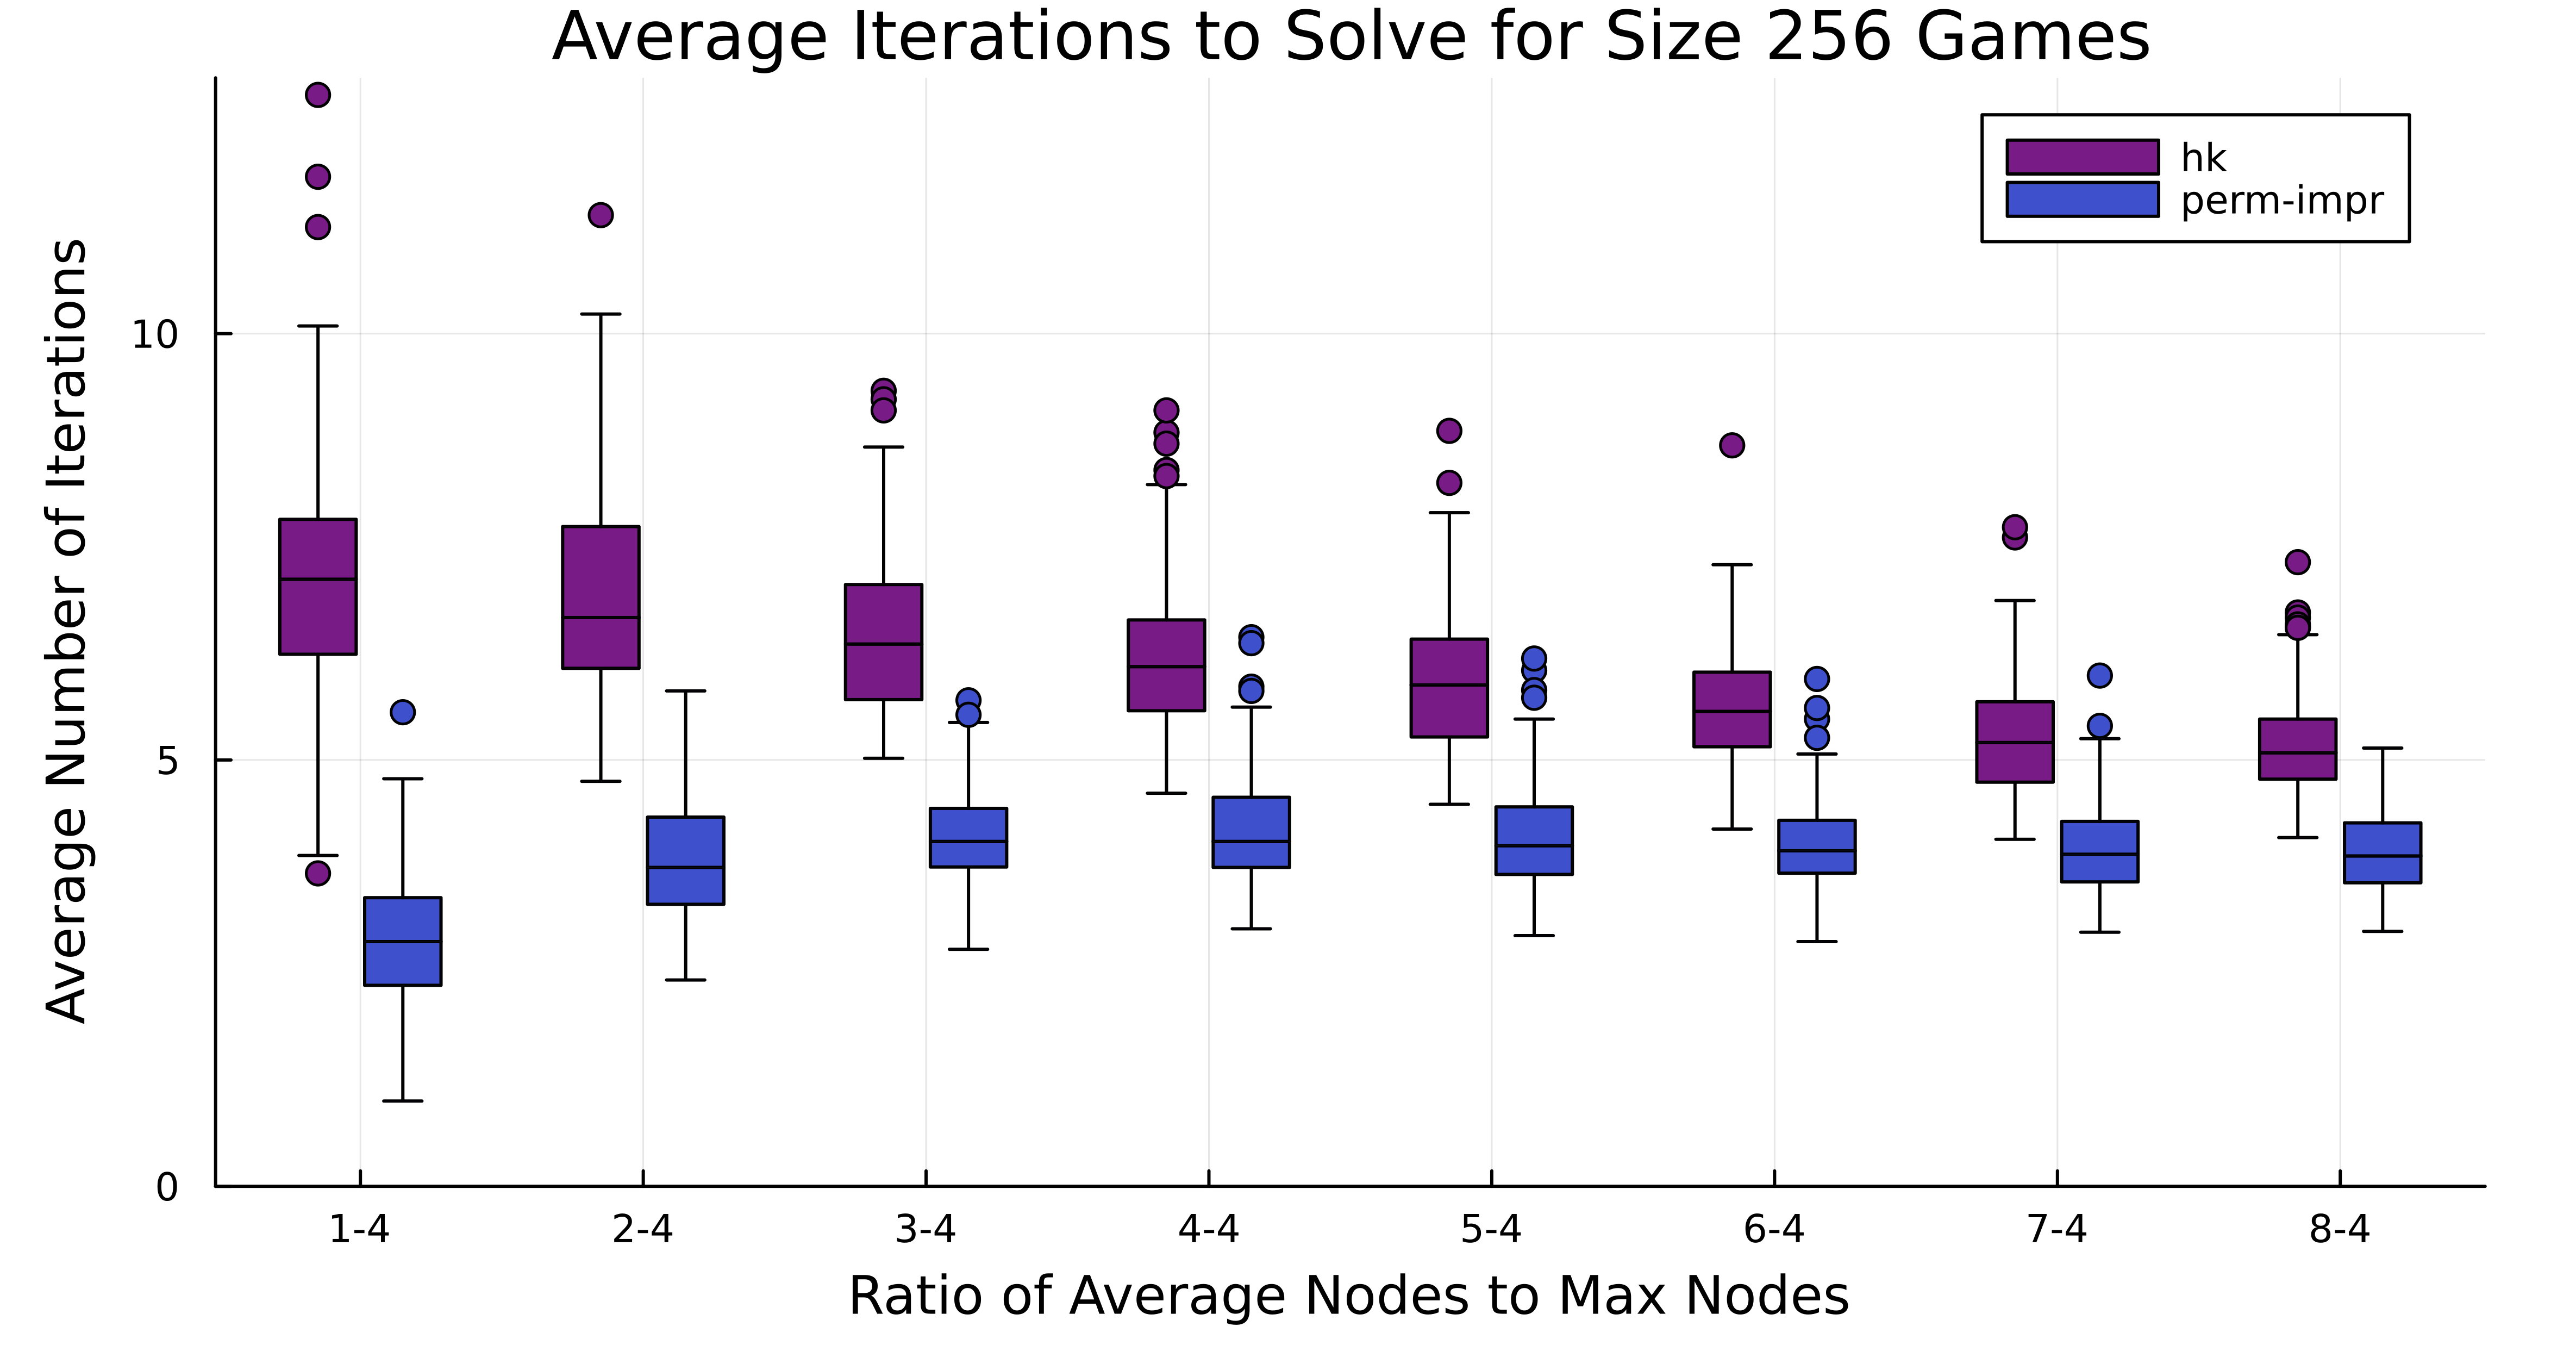 Average Iterations to Solve for Size 256 Games
hk
perm-impr
Average Number of Iterations
10
5
0
1-4 2-4 3-4 4-4 5-4 6-4 7-4 8-4
Ratio of Average Nodes to Max Nodes